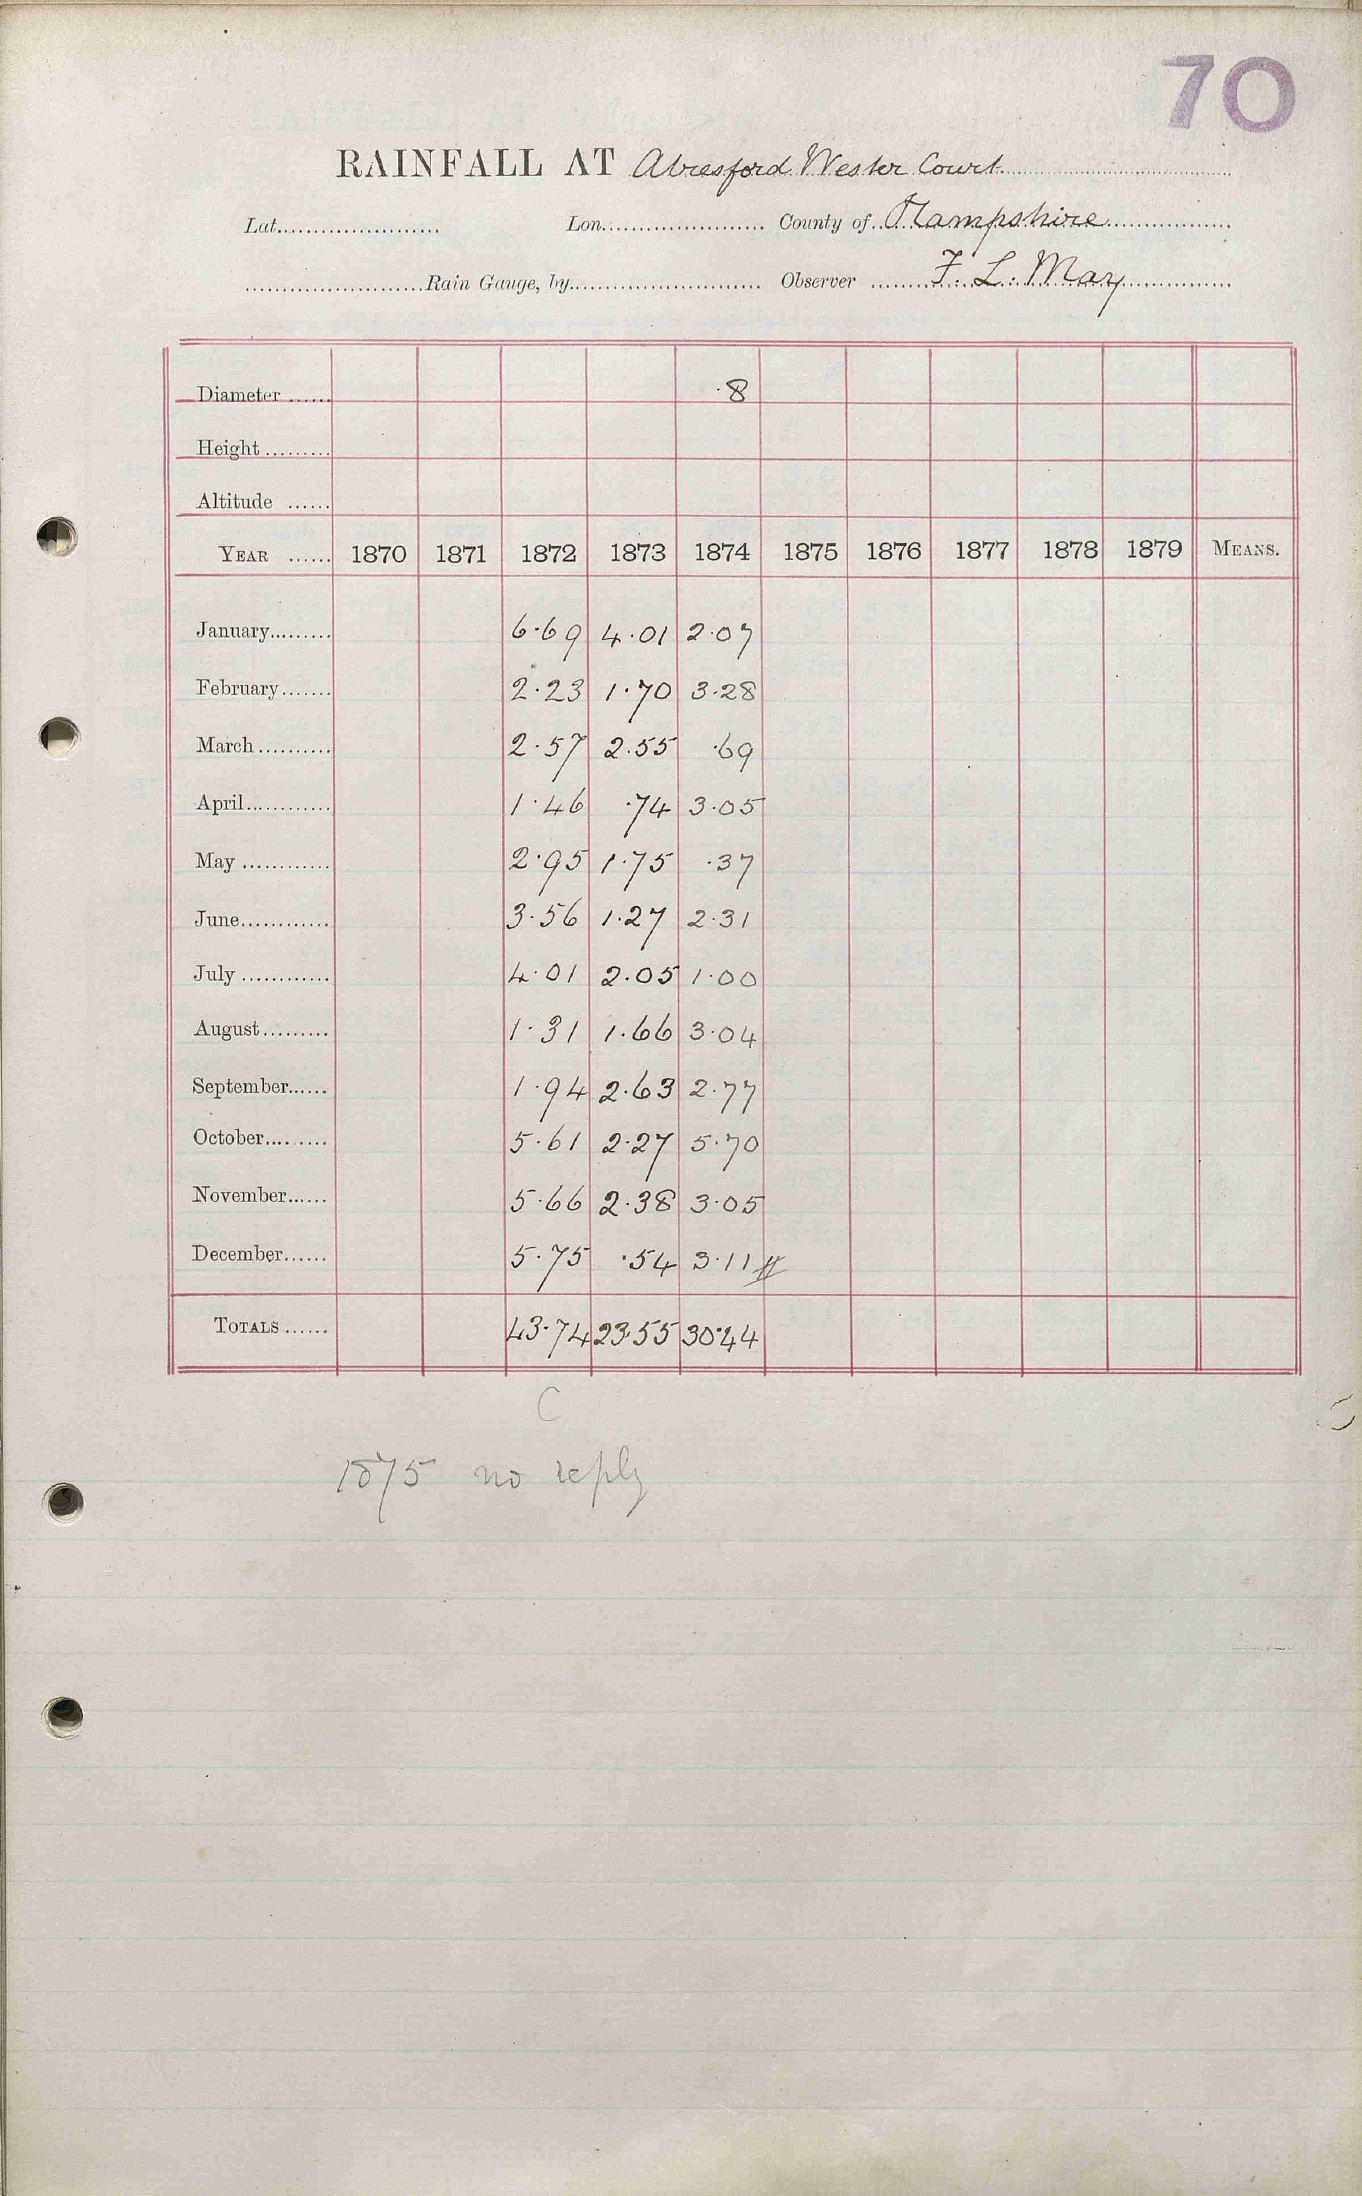 70
RAINFALL AT Alresford Wester Court
Lat. Lon. County of Hampshire
Rain Gauge, by Observer F. L. May
Diameter ...... ·8
Height .........
Altitude ......
YEAR ...... 1870 1871 1872 1873 1874 1875 1876 1877 1878 1879 MEANS.
January......... 6·69 4·01 2·07
February....... 2·23 1·70 3·28
March .......... 2·57 2·55 ·69
April............ 1·46 ·74 3·05
May ............ 2·95 1·75 ·37
June............ 3·56 1·27 2·31
July ............ 4·01 2·05 1·00
August......... 1·31 1·66 3·04
September...... 1·94 2·63 2·77
October......... 5·61 2·27 5·70
November...... 5·66 2·38 3·05
December...... 5·75 ·54 3·11
TOTALS ...... 43·74 23·55 30·44
C
1875 no reply